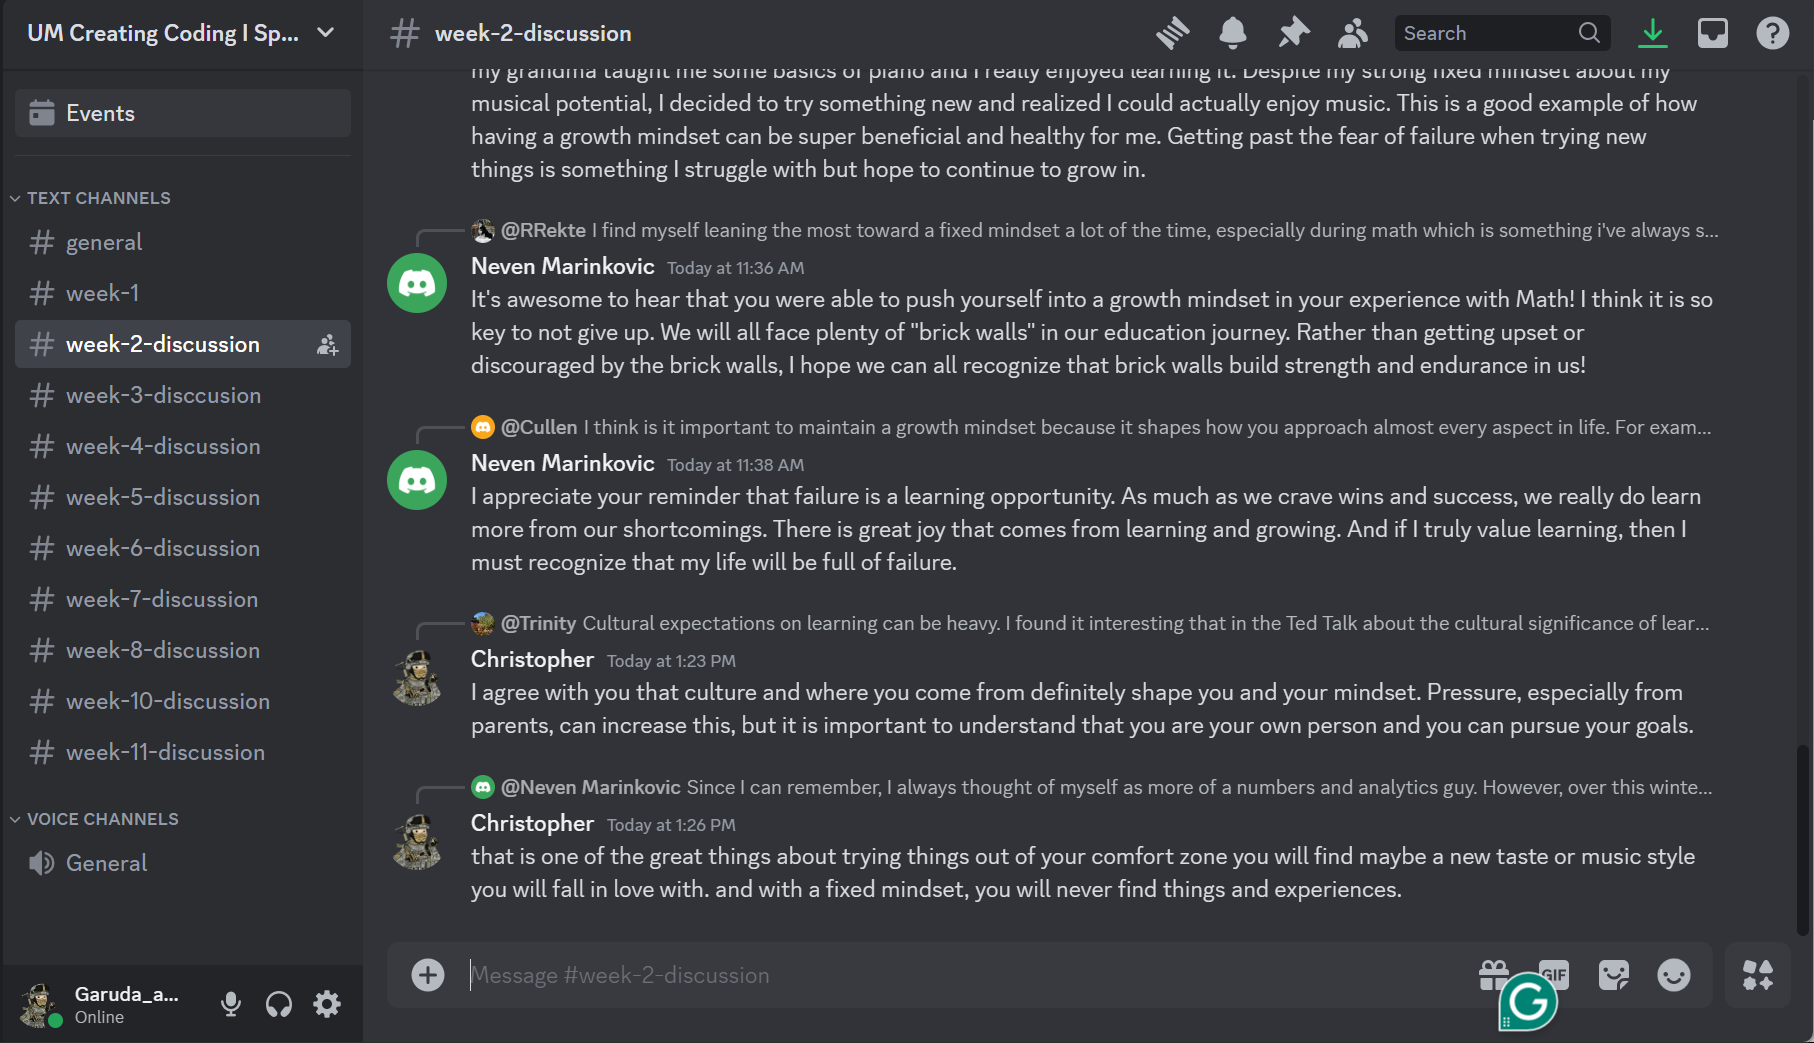 UM Creating Coding I Sp...
Events
TEXT CHANNELS
general
week-1
week-2-discussion
week-3-disccusion
week-4-discussion
week-5-discussion
week-6-discussion
week-7-discussion
week-8-discussion
week-10-discussion
week-11-discussion
VOICE CHANNELS
General
Garuda_a...
Online
# week-2-discussion
Search
my grandma taught me some basics of piano and I really enjoyed learning it. Despite my strong fixed mindset about my
musical potential, I decided to try something new and realized I could actually enjoy music. This is a good example of how
having a growth mindset can be super beneficial and healthy for me. Getting past the fear of failure when trying new
things is something I struggle with but hope to continue to grow in.
@RRekte I find myself leaning the most toward a fixed mindset a lot of the time, especially during math which is something i've always s...
Neven Marinkovic Today at 11:36 AM
It's awesome to hear that you were able to push yourself into a growth mindset in your experience with Math! I think it is so
key to not give up. We will all face plenty of "brick walls" in our education journey. Rather than getting upset or
discouraged by the brick walls, I hope we can all recognize that brick walls build strength and endurance in us!
@Cullen I think is it important to maintain a growth mindset because it shapes how you approach almost every aspect in life. For exam...
Neven Marinkovic Today at 11:38 AM
I appreciate your reminder that failure is a learning opportunity. As much as we crave wins and success, we really do learn
more from our shortcomings. There is great joy that comes from learning and growing. And if I truly value learning, then I
must recognize that my life will be full of failure.
@Trinity Cultural expectations on learning can be heavy. I found it interesting that in the Ted Talk about the cultural significance of lear...
Christopher Today at 1:23 PM
I agree with you that culture and where you come from definitely shape you and your mindset. Pressure, especially from
parents, can increase this, but it is important to understand that you are your own person and you can pursue your goals.
@Neven Marinkovic Since I can remember, I always thought of myself as more of a numbers and analytics guy. However, over this winte...
Christopher Today at 1:26 PM
that is one of the great things about trying things out of your comfort zone you will find maybe a new taste or music style
you will fall in love with. and with a fixed mindset, you will never find things and experiences.
Message #week-2-discussion
GIF
G